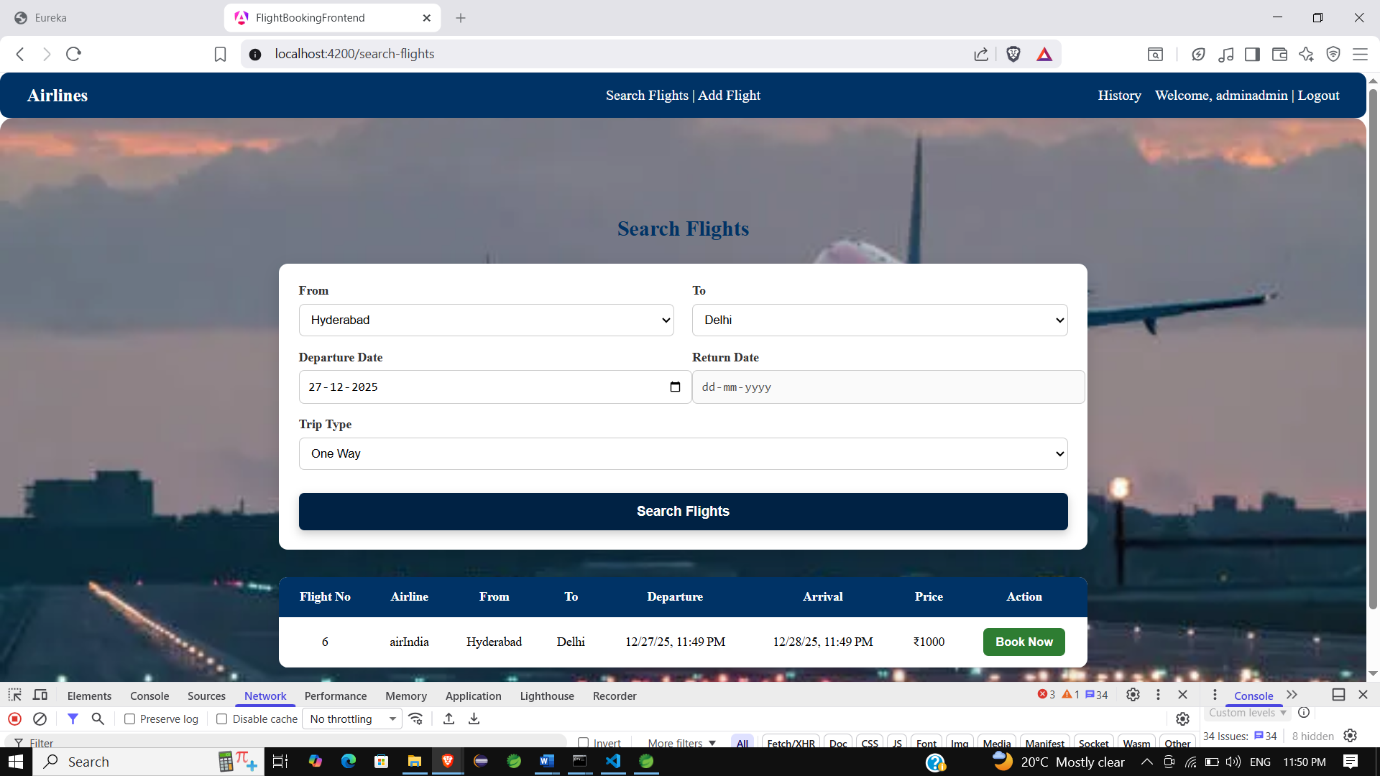 Eureka
FlightBookingFrontend
localhost:4200/search-flights
Airlines
Search Flights | Add Flight
History Welcome, adminadmin | Logout
Search Flights
From To
Hyderabad Delhi
Departure Date Return Date
27-12-2025 dd-mm-yyyy
Trip Type
One Way
Search Flights
Flight No Airline From To Departure Arrival Price Action
6 airIndia Hyderabad Delhi 12/27/25, 11:49 PM 12/28/25, 11:49 PM ₹1000 Book Now
Elements Console Sources Network Performance Memory Application Lighthouse Recorder 3 1 34 Console
Preserve log Disable cache No throttling Custom levels
Filter Invert More filters All Fetch/XHR Doc CSS JS Font Img Media Manifest Socket Wasm Other 34 Issues: 34 8 hidden
Search 20°C Mostly clear ENG 11:50 PM